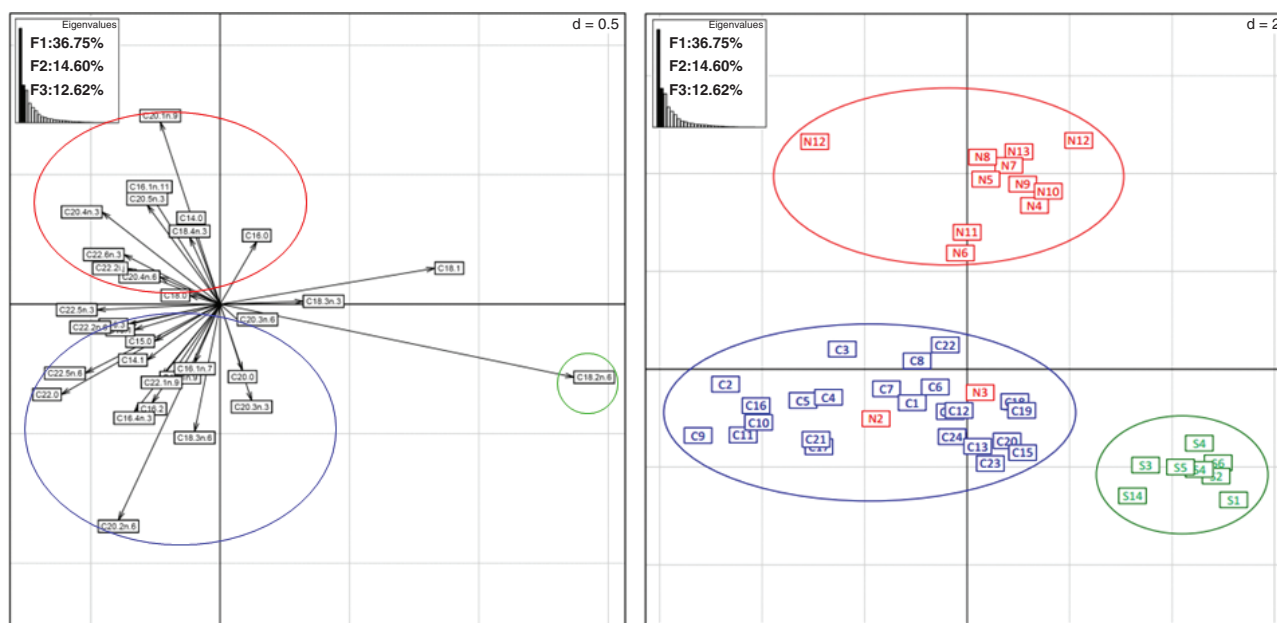 Eigenvalues
F1:36.75%
F2:14.60%
F3:12.62%
d = 0.5
C20.1n.9
C16.1n.11
C20.5n.3
C20.4n.3
C14.0
C18.4n.3
C16.0
C22.6n.3
C20.4n.6
C18.1
C18.0
C18.3n.3
C22.5n.3
C20.3n.6
C15.0
C14.1
C16.1n.7
C22.5n.6
C22.1n.9
C20.0
C18.2n.6
C22.0
C16.2
C20.3n.3
C16.4n.3
C18.3n.6
C20.2n.6
Eigenvalues
F1:36.75%
F2:14.60%
F3:12.62%
d = 2
N12
N12
N8
N13
N7
N5
N9
N10
N4
N11
N6
C3
C22
C8
C2
C7
C6
N3
C16
C5
C4
C1
C12
C18
C19
N2
C10
C9
C11
C21
C17
C24
C13
C20
C15
C23
S4
S3
S5
S4
S6
S2
S14
S1